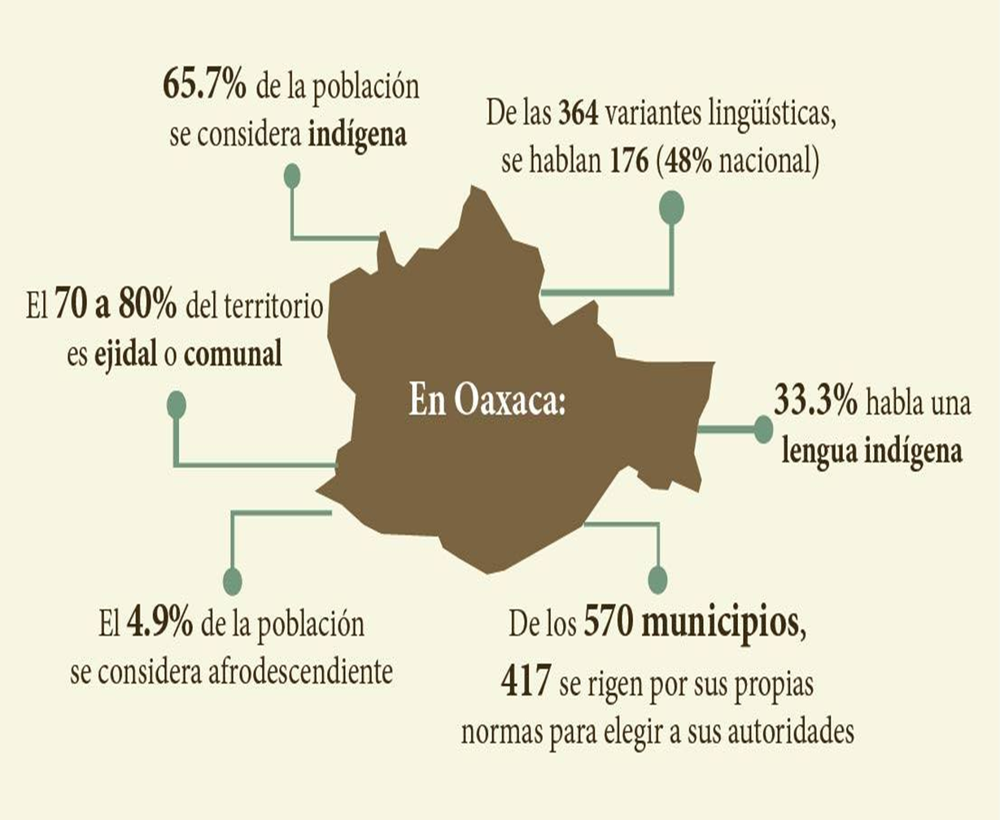 65.7% de la población
se considera indígena
De las 364 variantes lingüísticas,
se hablan 176 (48% nacional)
El 70 a 80% del territorio
es ejidal o comunal
En Oaxaca:
33.3% habla una
lengua indígena
El 4.9% de la población
se considera afrodescendiente
De los 570 municipios,
417 se rigen por sus propias
normas para elegir a sus autoridades